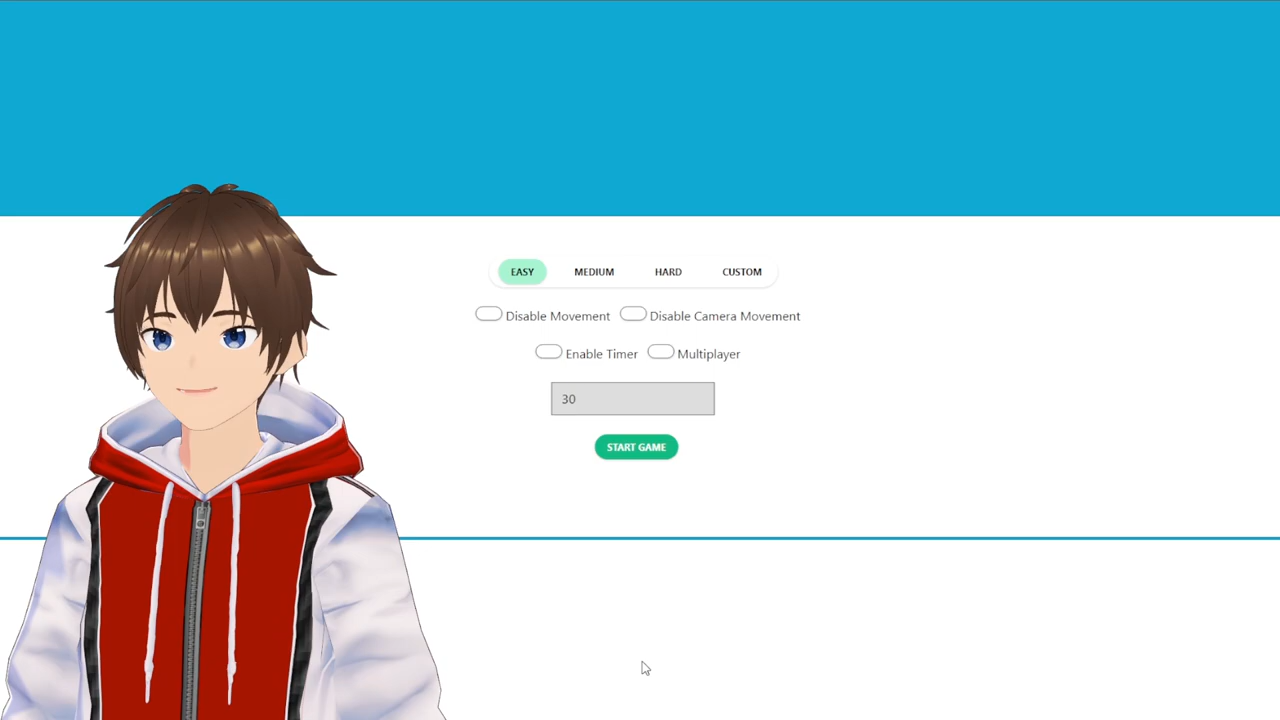 EASY MEDIUM HARD CUSTOM
Disable Movement Disable Camera Movement
Enable Timer Multiplayer
30
START GAME